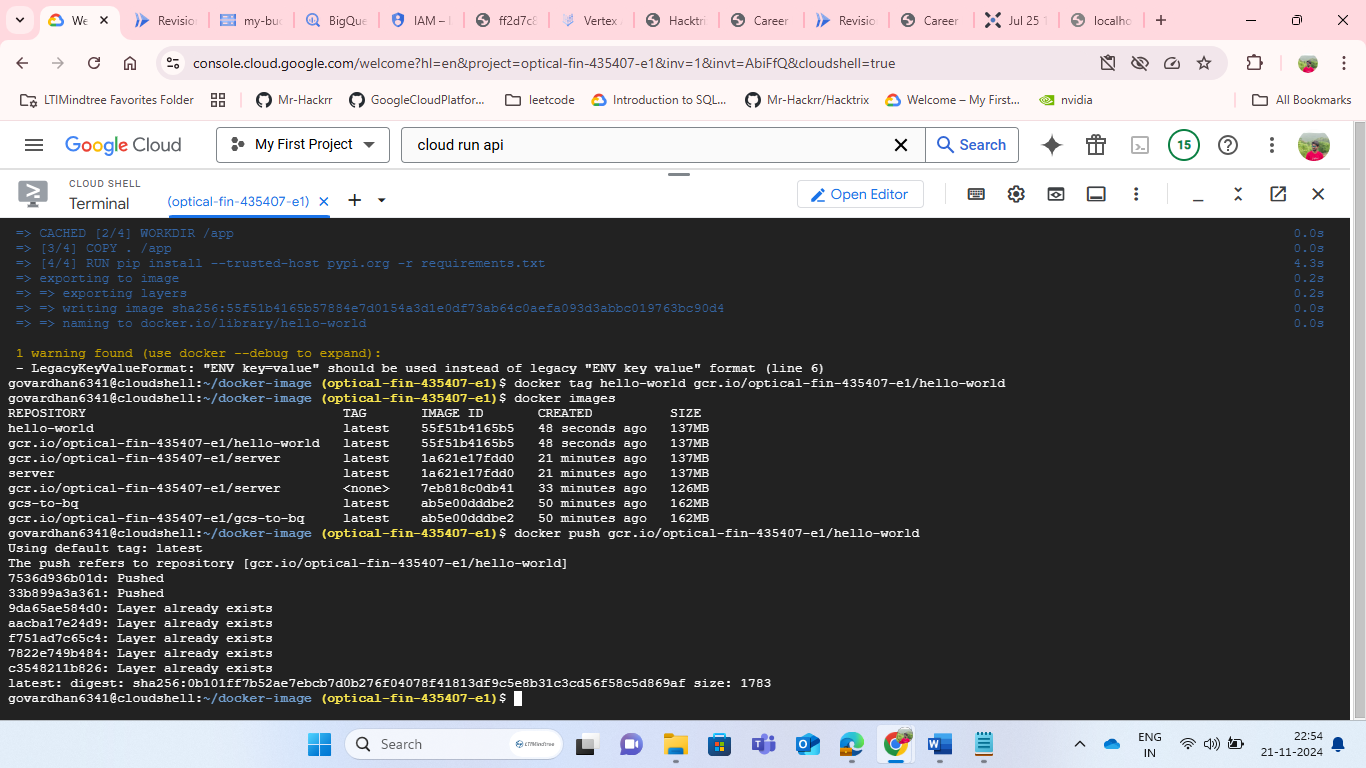 We
Revision
my-buc
BigQue
IAM – I
ff2d7c8
Vertex
Hacktri
Career
Revision
Career
Jul 25 1
localho
console.cloud.google.com/welcome?hl=en&project=optical-fin-435407-e1&inv=1&invt=AbiFfQ&cloudshell=true
LTIMindtree Favorites Folder
Mr-Hackrr
GoogleCloudPlatfor...
leetcode
Introduction to SQL...
Mr-Hackrr/Hacktrix
Welcome – My First...
nvidia
All Bookmarks
Google Cloud
My First Project
cloud run api
Search
15
CLOUD SHELL
Terminal
(optical-fin-435407-e1)
Open Editor
=> CACHED [2/4] WORKDIR /app 0.0s
=> [3/4] COPY . /app 0.0s
=> [4/4] RUN pip install --trusted-host pypi.org -r requirements.txt 4.3s
=> exporting to image 0.2s
=> => exporting layers 0.2s
=> => writing image sha256:55f51b4165b57884e7d0154a3d1e0df73ab64c0aefa093d3abbc019763bc90d4 0.0s
=> => naming to docker.io/library/hello-world 0.0s
1 warning found (use docker --debug to expand):
- LegacyKeyValueFormat: "ENV key=value" should be used instead of legacy "ENV key value" format (line 6)
govardhan6341@cloudshell:~/docker-image (optical-fin-435407-e1)$ docker tag hello-world gcr.io/optical-fin-435407-e1/hello-world
govardhan6341@cloudshell:~/docker-image (optical-fin-435407-e1)$ docker images
REPOSITORY TAG IMAGE ID CREATED SIZE
hello-world latest 55f51b4165b5 48 seconds ago 137MB
gcr.io/optical-fin-435407-e1/hello-world latest 55f51b4165b5 48 seconds ago 137MB
gcr.io/optical-fin-435407-e1/server latest 1a621e17fdd0 21 minutes ago 137MB
server latest 1a621e17fdd0 21 minutes ago 137MB
gcr.io/optical-fin-435407-e1/server <none> 7eb818c0db41 33 minutes ago 126MB
gcs-to-bq latest ab5e00dddbe2 50 minutes ago 162MB
gcr.io/optical-fin-435407-e1/gcs-to-bq latest ab5e00dddbe2 50 minutes ago 162MB
govardhan6341@cloudshell:~/docker-image (optical-fin-435407-e1)$ docker push gcr.io/optical-fin-435407-e1/hello-world
Using default tag: latest
The push refers to repository [gcr.io/optical-fin-435407-e1/hello-world]
7536d936b01d: Pushed
33b899a3a361: Pushed
9da65ae584d0: Layer already exists
aacba17e24d9: Layer already exists
f751ad7c65c4: Layer already exists
7822e749b484: Layer already exists
c3548211b826: Layer already exists
latest: digest: sha256:0b101ff7b52ae7ebcb7d0b276f04078f41813df9c5e8b31c3cd56f58c5d869af size: 1783
govardhan6341@cloudshell:~/docker-image (optical-fin-435407-e1)$
Search
LTIMindtree
ENG
IN
22:54
21-11-2024